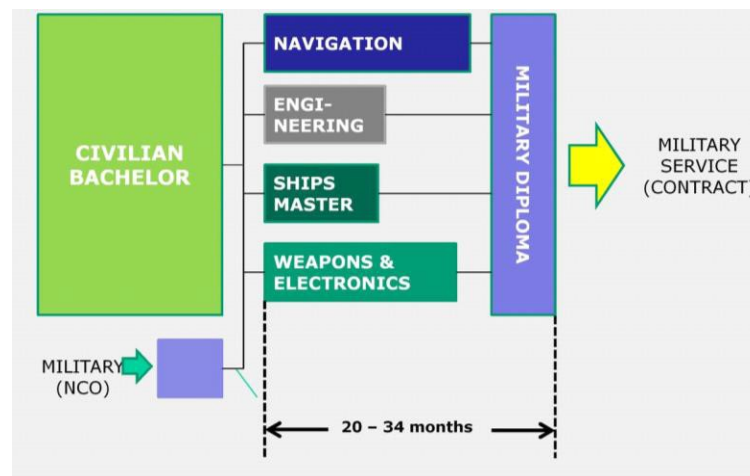 CIVILIAN
BACHELOR
NAVIGATION
ENGI-
NEERING
SHIPS
MASTER
WEAPONS &
ELECTRONICS
MILITARY DIPLOMA
MILITARY
SERVICE
(CONTRACT)
MILITARY
(NCO)
20 – 34 months